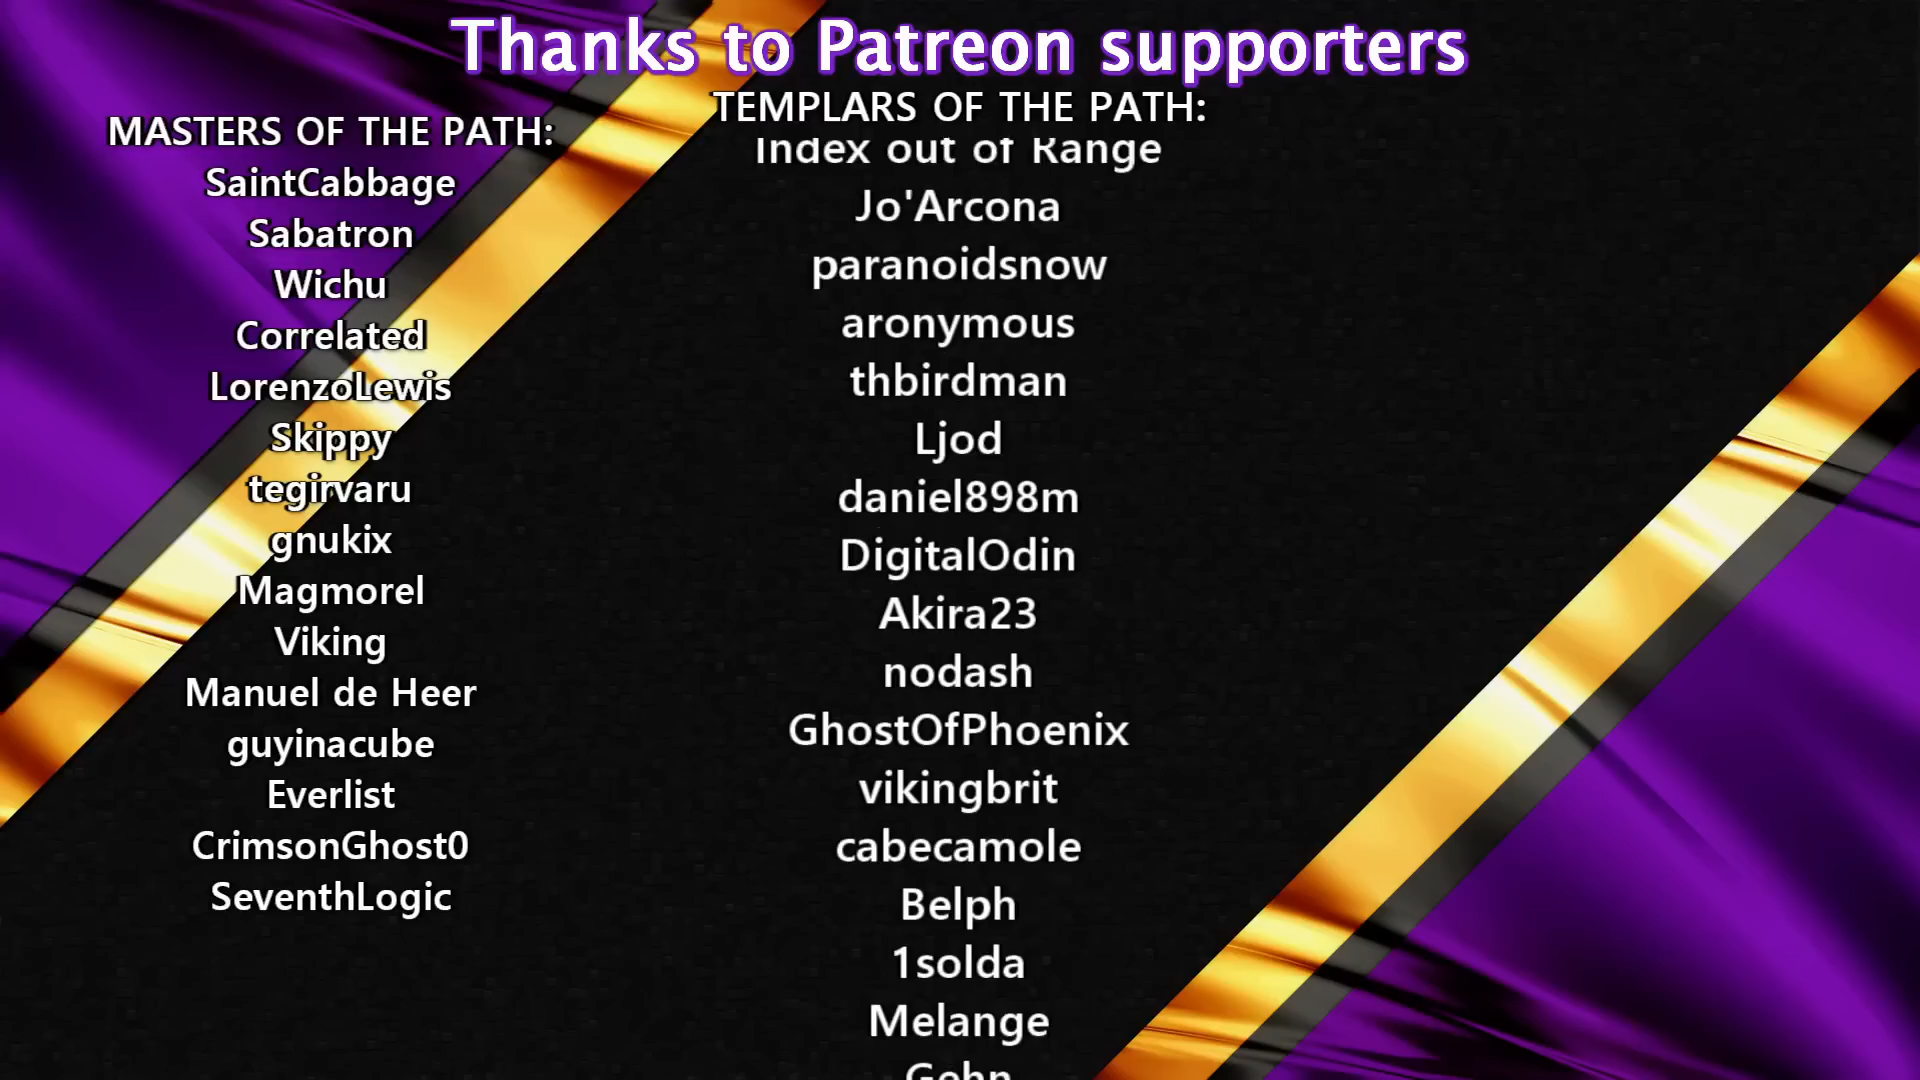 Thanks to Patreon supporters
MASTERS OF THE PATH:
SaintCabbage
Sabatron
Wichu
Correlated
LorenzoLewis
Skippy
tegirvaru
gnukix
Magmorel
Viking
Manuel de Heer
guyinacube
Everlist
CrimsonGhost0
SeventhLogic
TEMPLARS OF THE PATH:
Index out of Range
Jo'Arcona
paranoidsnow
aronymous
thbirdman
Ljod
daniel898m
DigitalOdin
Akira23
nodash
GhostOfPhoenix
vikingbrit
cabecamole
Belph
1solda
Melange